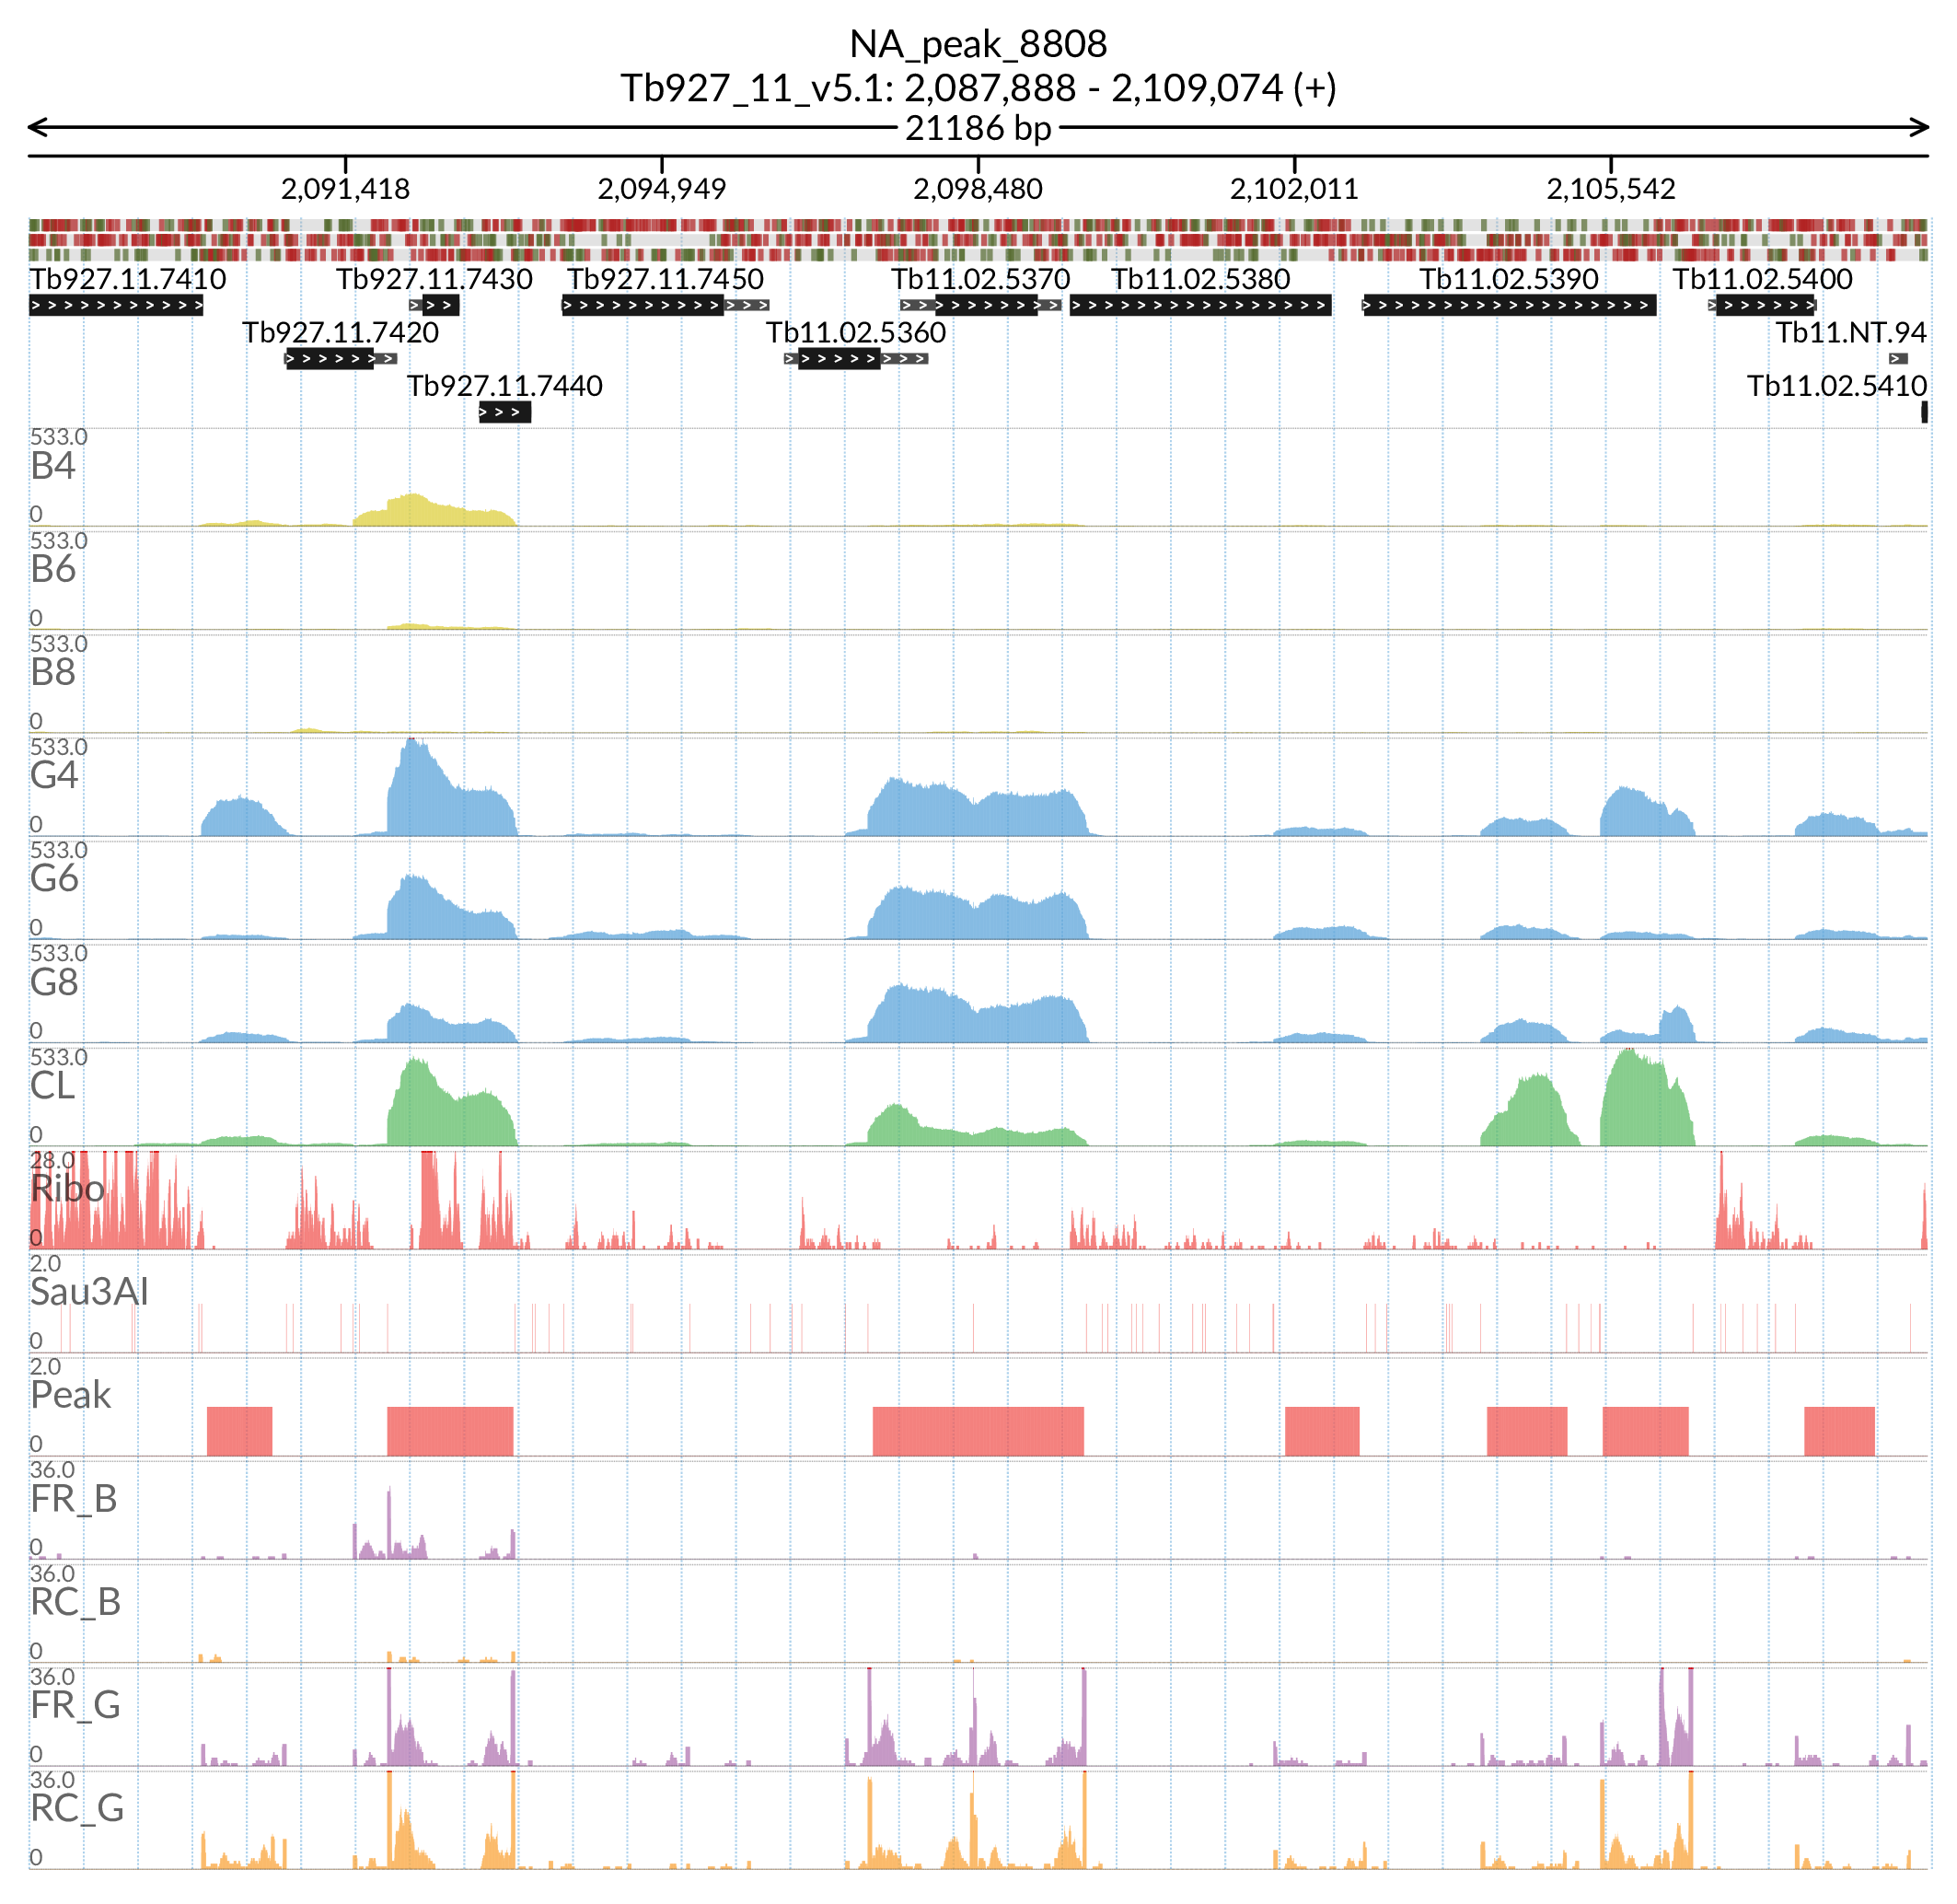 NA_peak_8808
Tb927_11_v5.1: 2,087,888 - 2,109,074 (+)
21186 bp
2,091,418 2,094,949 2,098,480 2,102,011 2,105,542
Tb927.11.7410 Tb927.11.7430 Tb927.11.7450 Tb11.02.5370 Tb11.02.5380 Tb11.02.5390 Tb11.02.5400
Tb927.11.7420 Tb11.02.5360 Tb11.NT.94
Tb927.11.7440 Tb11.02.5410
533.0
B4
0
533.0
B6
0
533.0
B8
0
533.0
G4
0
533.0
G6
0
533.0
G8
0
533.0
CL
0
28.0
Ribo
0
2.0
Sau3AI
0
2.0
Peak
0
36.0
FR_B
0
36.0
RC_B
0
36.0
FR_G
0
36.0
RC_G
0